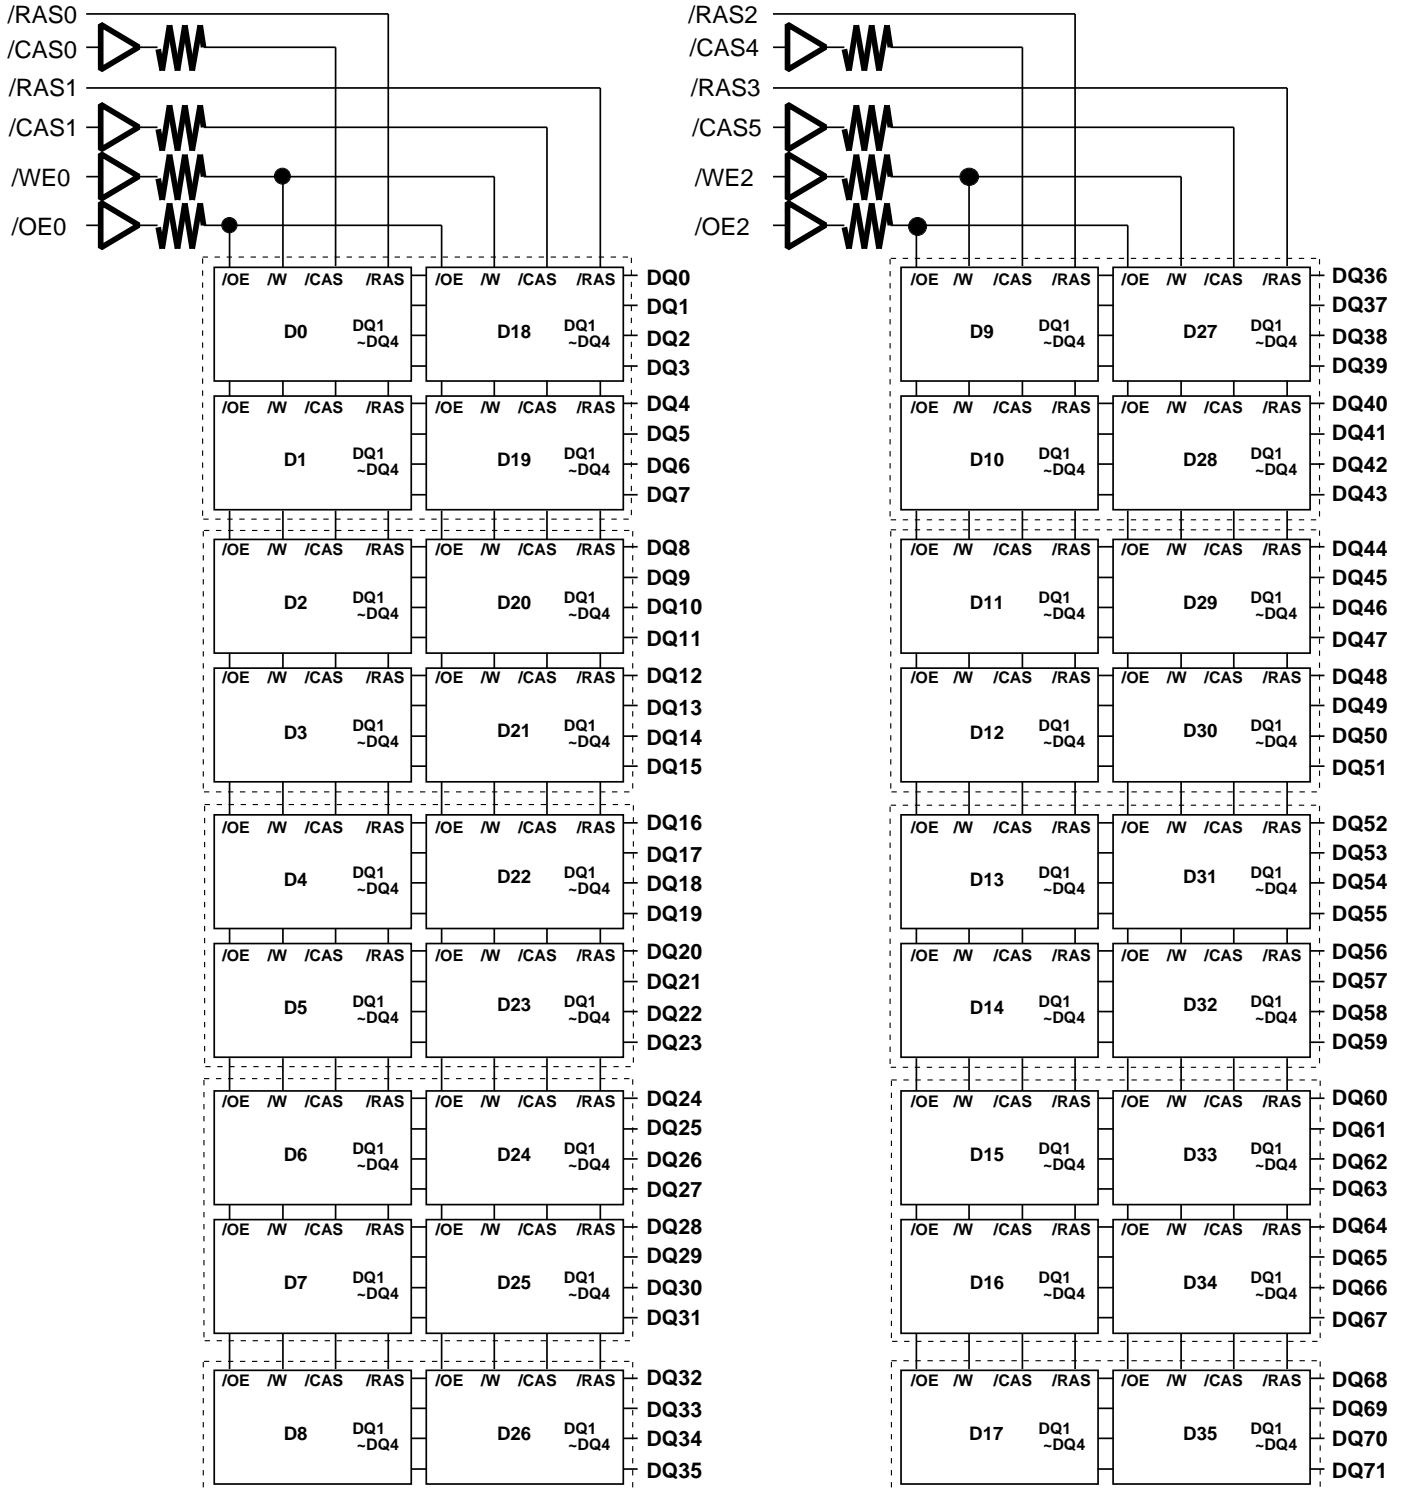 /RAS0 /RAS2
/CAS0 /CAS4
/RAS1 /RAS3
/CAS1 /CAS5
/WE0 /WE2
/OE0 /OE2
/OE /W /CAS /RAS /OE /W /CAS /RAS DQ0 /OE /W /CAS /RAS /OE /W /CAS /RAS DQ36
DQ1 DQ37
D0 DQ1 ~DQ4 D18 DQ1 ~DQ4 DQ2 D9 DQ1 ~DQ4 D27 DQ1 ~DQ4 DQ38
DQ3 DQ39
/OE /W /CAS /RAS /OE /W /CAS /RAS DQ4 /OE /W /CAS /RAS /OE /W /CAS /RAS DQ40
DQ5 DQ41
D1 DQ1 ~DQ4 D19 DQ1 ~DQ4 DQ6 D10 DQ1 ~DQ4 D28 DQ1 ~DQ4 DQ42
DQ7 DQ43
/OE /W /CAS /RAS /OE /W /CAS /RAS DQ8 /OE /W /CAS /RAS /OE /W /CAS /RAS DQ44
DQ9 DQ45
D2 DQ1 ~DQ4 D20 DQ1 ~DQ4 DQ10 D11 DQ1 ~DQ4 D29 DQ1 ~DQ4 DQ46
DQ11 DQ47
/OE /W /CAS /RAS /OE /W /CAS /RAS DQ12 /OE /W /CAS /RAS /OE /W /CAS /RAS DQ48
DQ13 DQ49
D3 DQ1 ~DQ4 D21 DQ1 ~DQ4 DQ14 D12 DQ1 ~DQ4 D30 DQ1 ~DQ4 DQ50
DQ15 DQ51
/OE /W /CAS /RAS /OE /W /CAS /RAS DQ16 /OE /W /CAS /RAS /OE /W /CAS /RAS DQ52
DQ17 DQ53
D4 DQ1 ~DQ4 D22 DQ1 ~DQ4 DQ18 D13 DQ1 ~DQ4 D31 DQ1 ~DQ4 DQ54
DQ19 DQ55
/OE /W /CAS /RAS /OE /W /CAS /RAS DQ20 /OE /W /CAS /RAS /OE /W /CAS /RAS DQ56
DQ21 DQ57
D5 DQ1 ~DQ4 D23 DQ1 ~DQ4 DQ22 D14 DQ1 ~DQ4 D32 DQ1 ~DQ4 DQ58
DQ23 DQ59
/OE /W /CAS /RAS /OE /W /CAS /RAS DQ24 /OE /W /CAS /RAS /OE /W /CAS /RAS DQ60
DQ25 DQ61
D6 DQ1 ~DQ4 D24 DQ1 ~DQ4 DQ26 D15 DQ1 ~DQ4 D33 DQ1 ~DQ4 DQ62
DQ27 DQ63
/OE /W /CAS /RAS /OE /W /CAS /RAS DQ28 /OE /W /CAS /RAS /OE /W /CAS /RAS DQ64
DQ29 DQ65
D7 DQ1 ~DQ4 D25 DQ1 ~DQ4 DQ30 D16 DQ1 ~DQ4 D34 DQ1 ~DQ4 DQ66
DQ31 DQ67
/OE /W /CAS /RAS /OE /W /CAS /RAS DQ32 /OE /W /CAS /RAS /OE /W /CAS /RAS DQ68
DQ33 DQ69
D8 DQ1 ~DQ4 D26 DQ1 ~DQ4 DQ34 D17 DQ1 ~DQ4 D35 DQ1 ~DQ4 DQ70
DQ35 DQ71